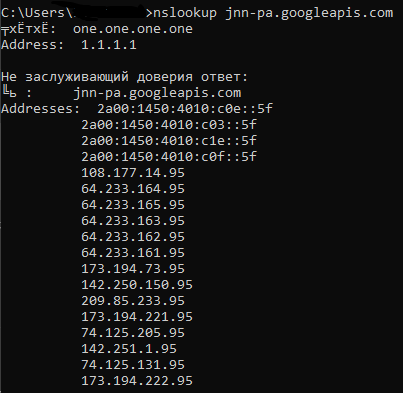 C:\Users\ >nslookup jnn-pa.googleapis.com
╤хЁтхЁ: one.one.one.one
Address: 1.1.1.1
Не заслуживающий доверия ответ:
╚ь : jnn-pa.googleapis.com
Addresses: 2a00:1450:4010:c0e::5f
2a00:1450:4010:c03::5f
2a00:1450:4010:c1e::5f
2a00:1450:4010:c0f::5f
108.177.14.95
64.233.164.95
64.233.165.95
64.233.163.95
64.233.162.95
64.233.161.95
173.194.73.95
142.250.150.95
209.85.233.95
173.194.221.95
74.125.205.95
142.251.1.95
74.125.131.95
173.194.222.95